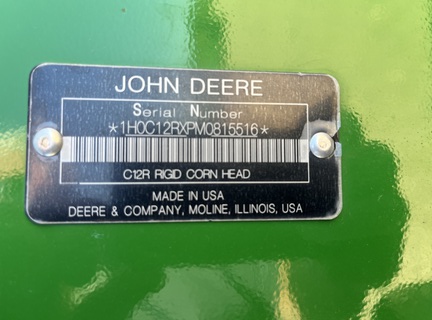 JOHN DEERE
Serial Number
*1H0C12RXPM0815516*
C12R RIGID CORN HEAD
MADE IN USA
DEERE & COMPANY, MOLINE, ILLINOIS, USA